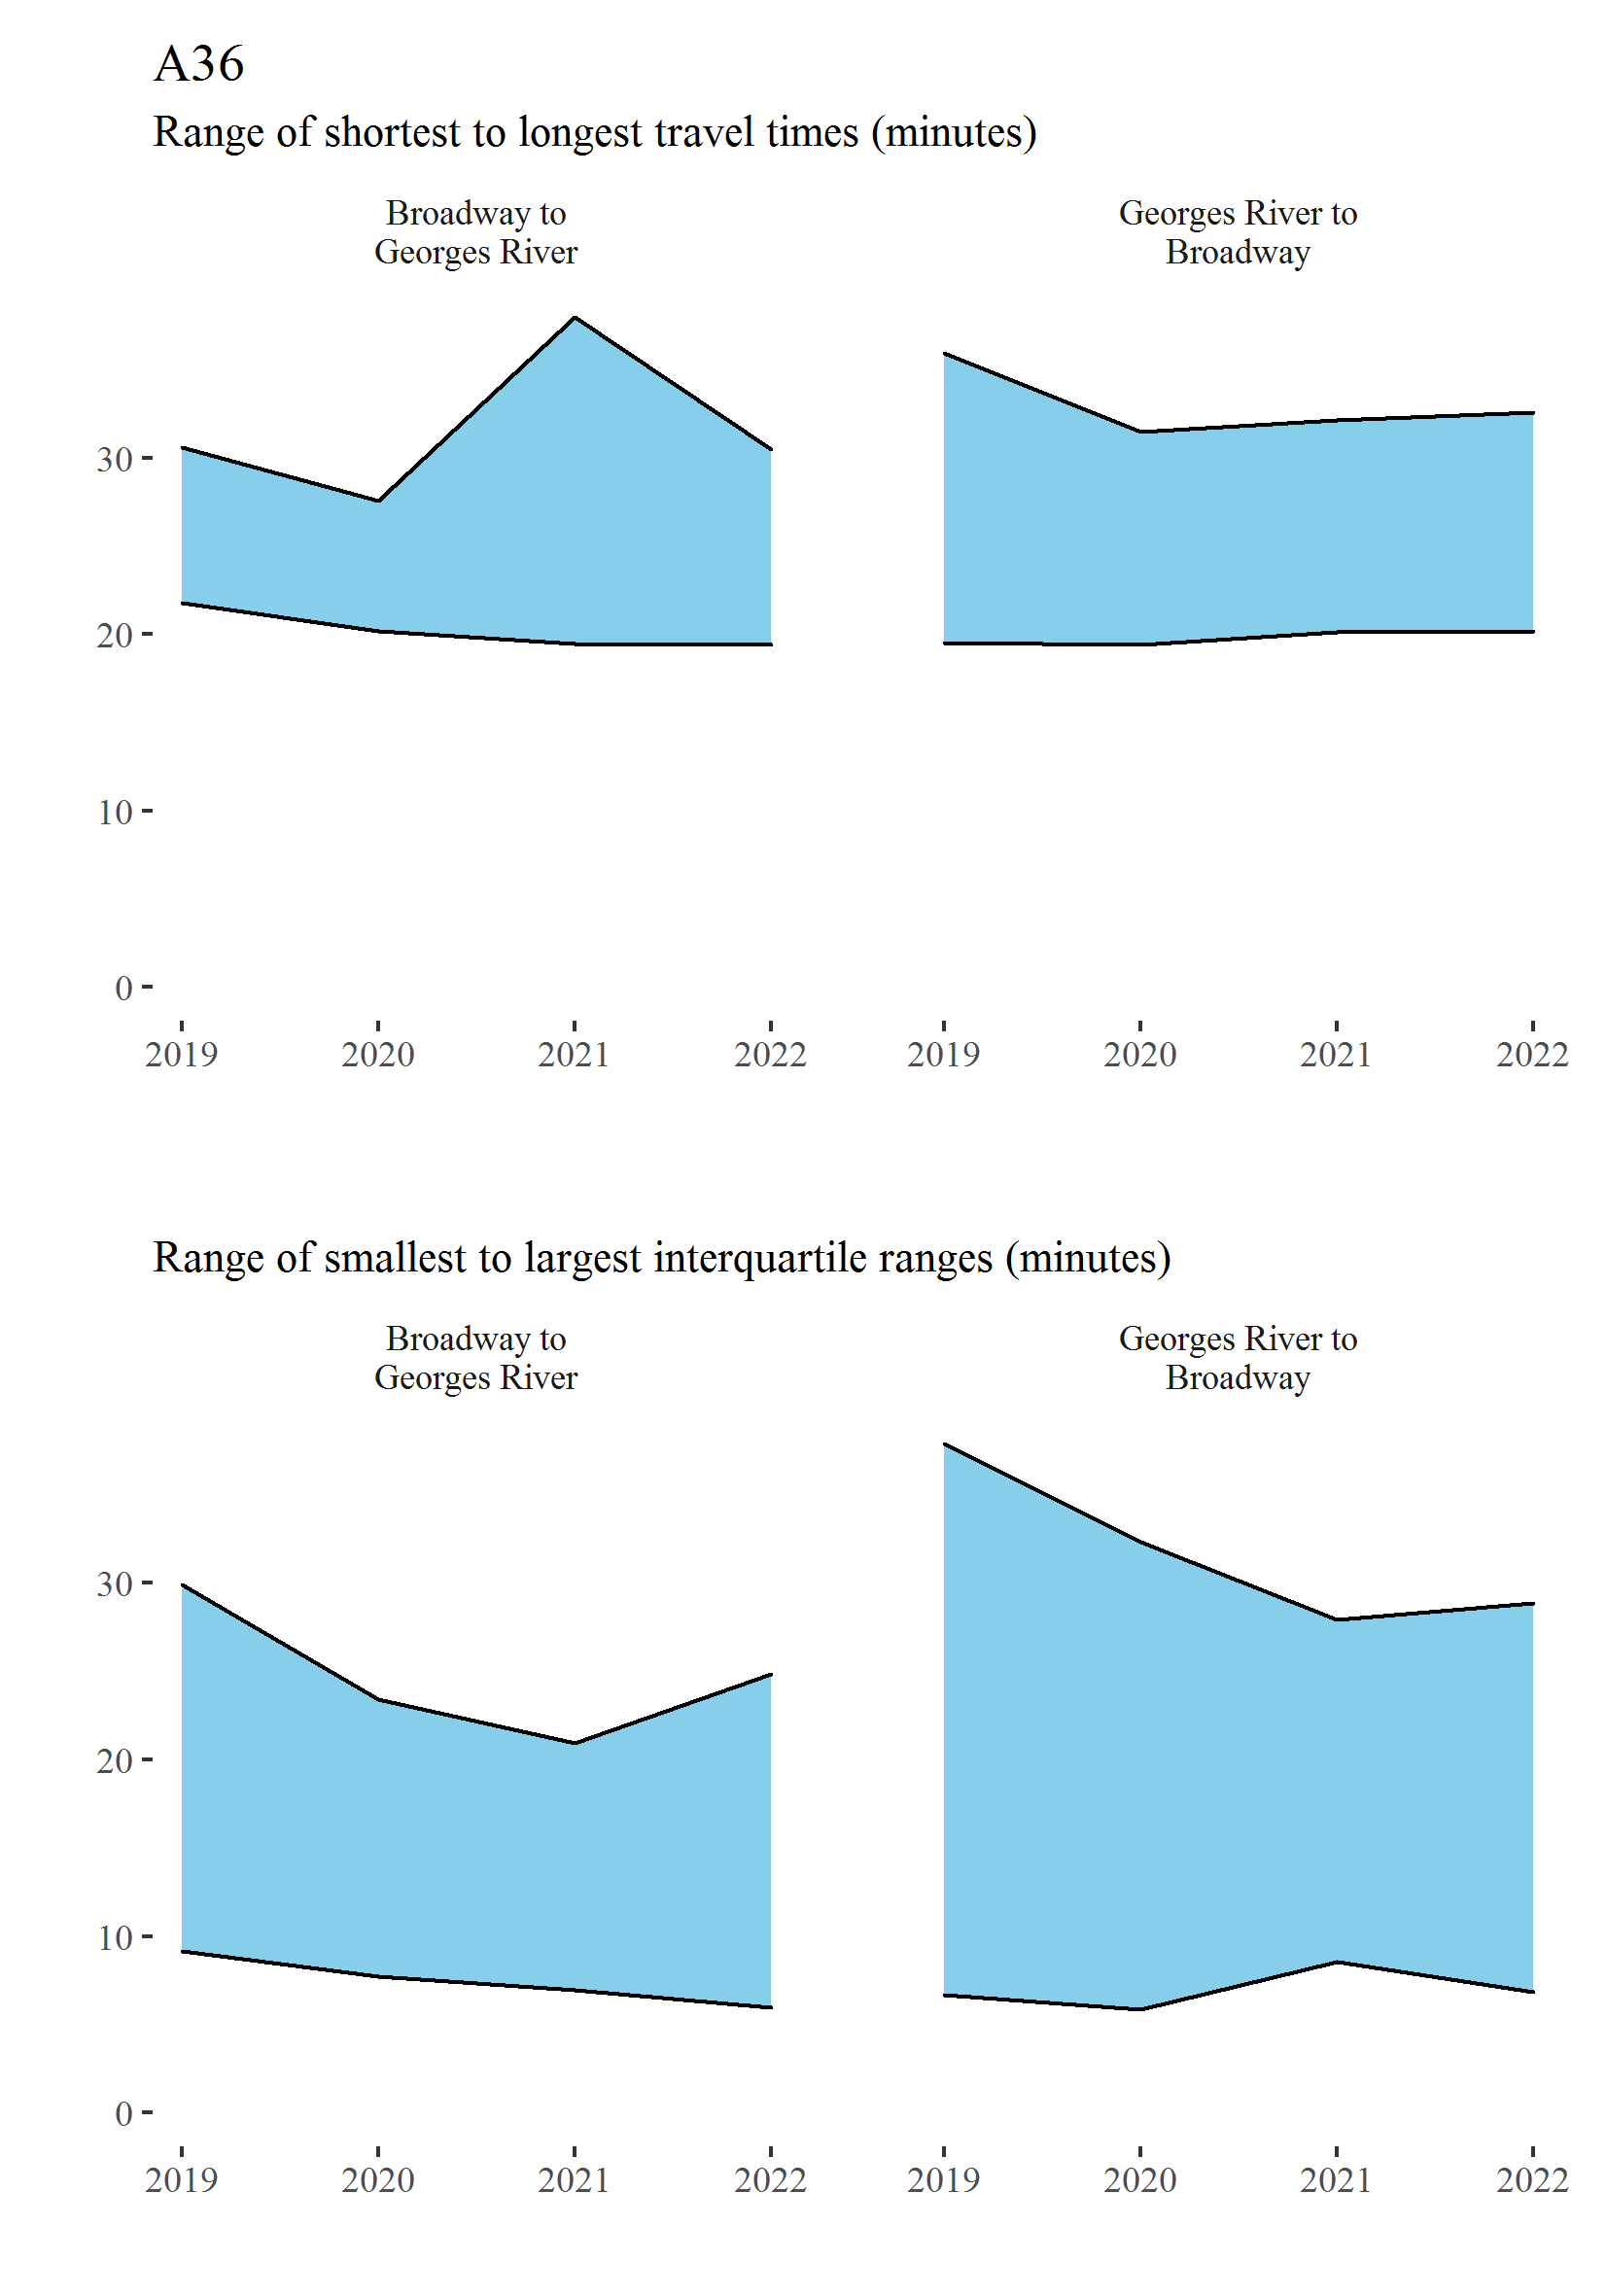 A36
Range of shortest to longest travel times (minutes)
Broadway to
Georges River
Georges River to
Broadway
30
20
10
0
2019 2020 2021 2022 2019 2020 2021 2022
Range of smallest to largest interquartile ranges (minutes)
Broadway to
Georges River
Georges River to
Broadway
30
20
10
0
2019 2020 2021 2022 2019 2020 2021 2022